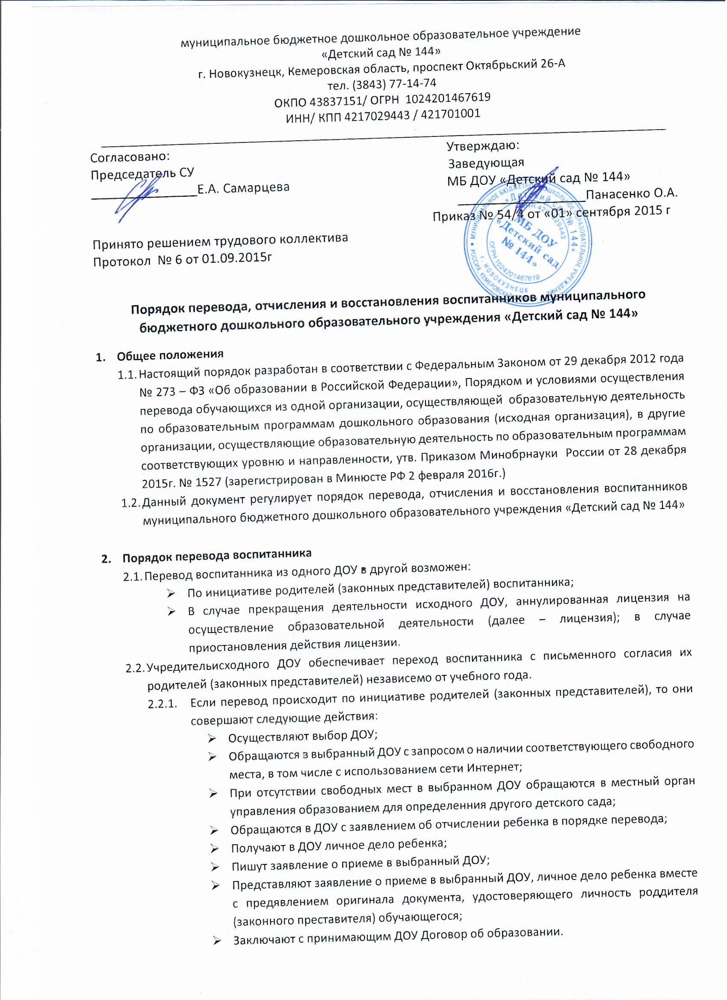 муниципальное бюджетное дошкольное образовательное учреждение
«Детский сад № 144»
г. Новокузнецк, Кемеровская область, проспект Октябрьский 26-А
тел. (3843) 77-14-74
ОКПО 43837151/ ОГРН 1024201467619
ИНН/ КПП 4217029443 / 421701001
Согласовано:
Председатель СУ
_______________Е.А. Самарцева
Утверждаю:
Заведующая
МБ ДОУ «Детский сад № 144»
__________________Панасенко О.А.
Приказ № 54/4 от «01» сентября 2015 г
МУНИЦИПАЛЬНОЕ БЮДЖЕТНОЕ ДОШКОЛЬНОЕ ОБРАЗОВАТЕЛЬНОЕ УЧРЕЖДЕНИЕ
РОССИЯ, КЕМЕРОВСКАЯ
«Детский сад № 144»
г. НОВОКУЗНЕЦК
ИНН 4217029443
ОГРН 1024201467619
МБ ДОУ
«Детский сад
№ 144»
Принято решением трудового коллектива
Протокол № 6 от 01.09.2015г
Порядок перевода, отчисления и восстановления воспитанников муниципального
бюджетного дошкольного образовательного учреждения «Детский сад № 144»
1. Общее положения
1.1. Настоящий порядок разработан в соответствии с Федеральным Законом от 29 декабря 2012 года
№ 273 – ФЗ «Об образовании в Российской Федерации», Порядком и условиями осуществления
перевода обучающихся из одной организации, осуществляющей образовательную деятельность
по образовательным программам дошкольного образования (исходная организация), в другие
организации, осуществляющие образовательную деятельность по образовательным программам
соответствующих уровню и направленности, утв. Приказом Минобрнауки России от 28 декабря
2015г. № 1527 (зарегистрирован в Минюсте РФ 2 февраля 2016г.)
1.2. Данный документ регулирует порядок перевода, отчисления и восстановления воспитанников
муниципального бюджетного дошкольного образовательного учреждения «Детский сад № 144»
2. Порядок перевода воспитанника
2.1. Перевод воспитанника из одного ДОУ в другой возможен:
➢ По инициативе родителей (законных представителей) воспитанника;
➢ В случае прекращения деятельности исходного ДОУ, аннулированная лицензия на
осуществление образовательной деятельности (далее – лицензия); в случае
приостановления действия лицензии.
2.2. Учредительисходного ДОУ обеспечивает переход воспитанника с письменного согласия их
родителей (законных представителей) независемо от учебного года.
2.2.1. Если перевод происходит по инициативе родителей (законных представителей), то они
совершают следующие действия:
➢ Осуществляют выбор ДОУ;
➢ Обращаются в выбранный ДОУ с запросом о наличии соответствующего свободного
места, в том числе с использованием сети Интернет;
➢ При отсутствии свободных мест в выбранном ДОУ обращаются в местный орган
управления образованием для определенния другого детского сада;
➢ Обращаются в ДОУ с заявлением об отчислении ребенка в порядке перевода;
➢ Получают в ДОУ личное дело ребенка;
➢ Пишут заявление о приеме в выбранный ДОУ;
➢ Представляют заявление о приеме в выбранный ДОУ, личное дело ребенка вместе
с предявлением оригинала документа, удостоверяющего личность роддителя
(законного преставителя) обучающегося;
➢ Заключают с принимающим ДОУ Договор об образовании.